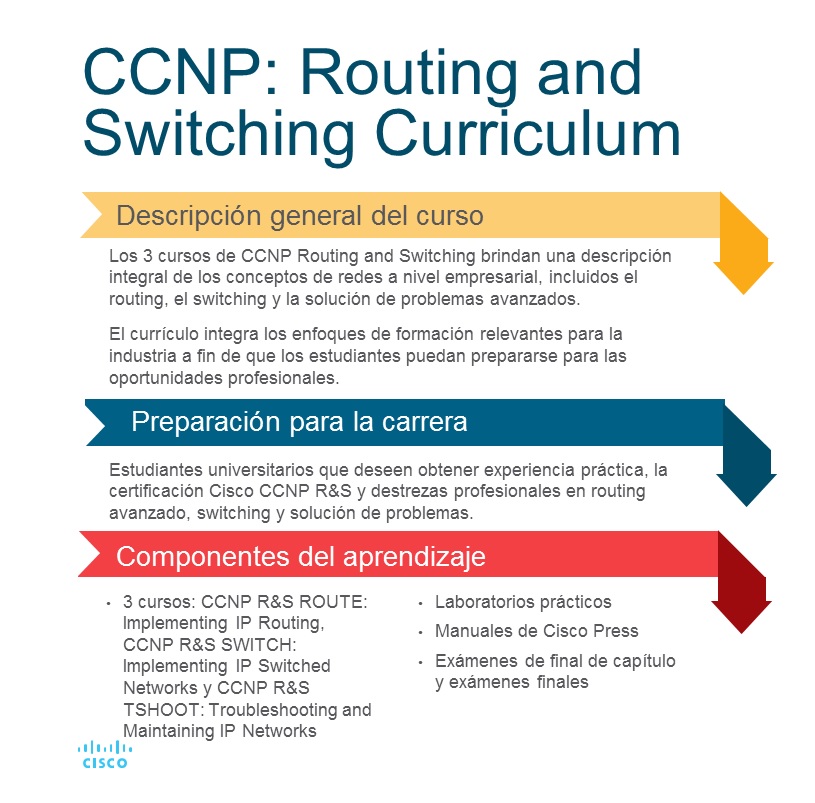 CCNP: Routing and
Switching Curriculum
Descripción general del curso
Los 3 cursos de CCNP Routing and Switching brindan una descripción
integral de los conceptos de redes a nivel empresarial, incluidos el
routing, el switching y la solución de problemas avanzados.
El currículo integra los enfoques de formación relevantes para la
industria a fin de que los estudiantes puedan prepararse para las
oportunidades profesionales.
Preparación para la carrera
Estudiantes universitarios que deseen obtener experiencia práctica, la
certificación Cisco CCNP R&S y destrezas profesionales en routing
avanzado, switching y solución de problemas.
Componentes del aprendizaje
• 3 cursos: CCNP R&S ROUTE:
Implementing IP Routing,
CCNP R&S SWITCH:
Implementing IP Switched
Networks y CCNP R&S
TSHOOT: Troubleshooting and
Maintaining IP Networks
• Laboratorios prácticos
• Manuales de Cisco Press
• Exámenes de final de capítulo
y exámenes finales
CISCO